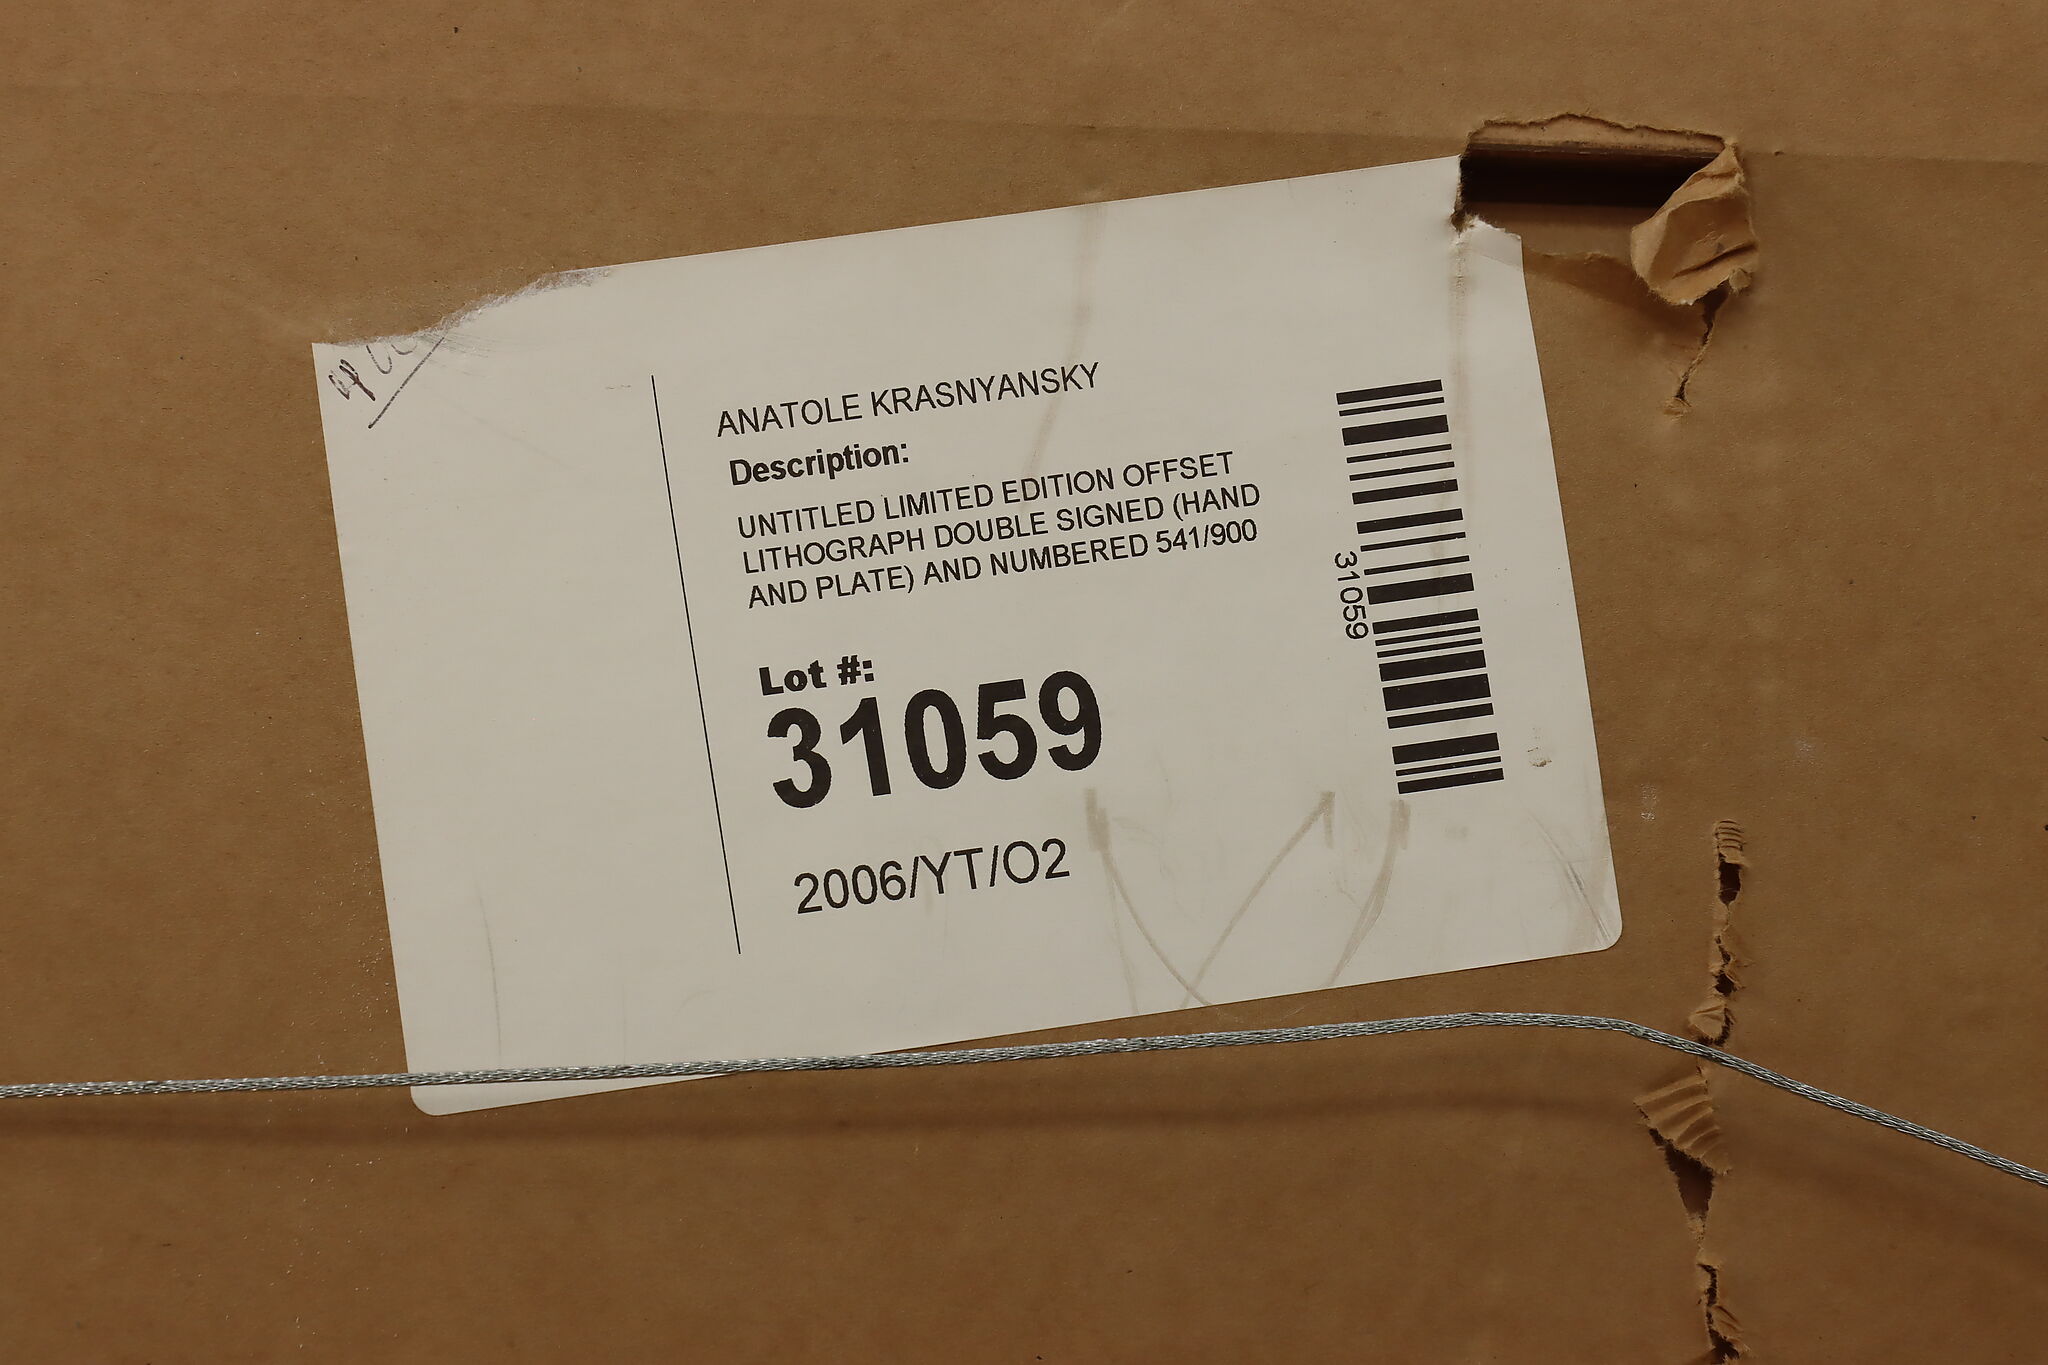 ANATOLE KRASNYANSKY
Description:
UNTITLED LIMITED EDITION OFFSET
LITHOGRAPH DOUBLE SIGNED (HAND
AND PLATE) AND NUMBERED 541/900
Lot #:
31059
2006/YT/O2
31059